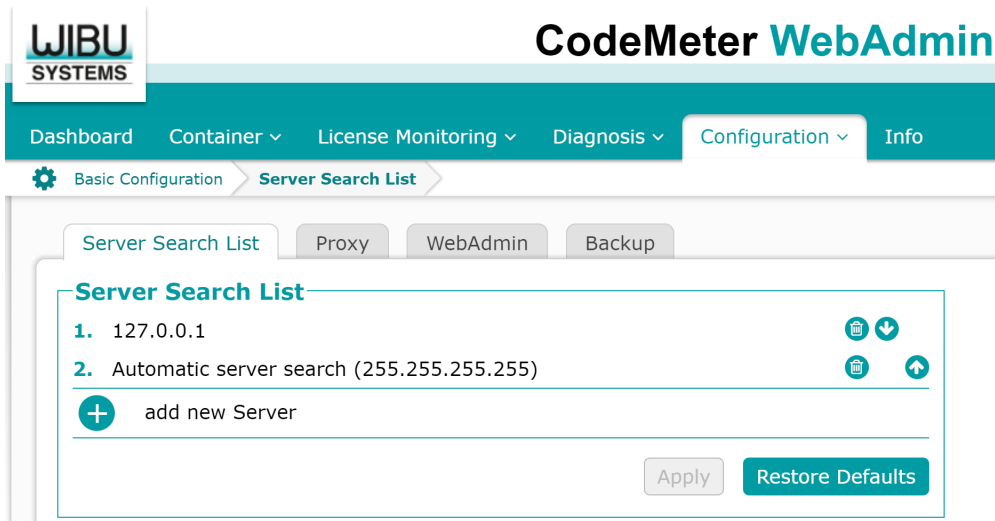 WIBU
SYSTEMS
CodeMeter WebAdmin
Dashboard Container License Monitoring Diagnosis Configuration Info
Basic Configuration Server Search List
Server Search List Proxy WebAdmin Backup
Server Search List
1. 127.0.0.1
2. Automatic server search (255.255.255.255)
+ add new Server
Apply Restore Defaults